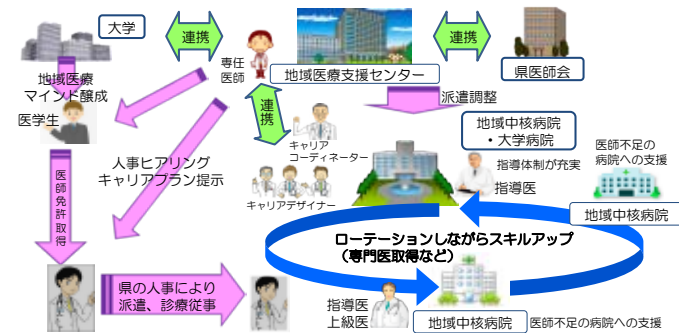 大学
連携
専任
医師
地域医療支援センター
連携
県医師会
地域医療
マインド醸成
医学生
連携
派遣調整
キャリア
コーディネーター
地域中核病院
・大学病院
医師不足の
病院への支援
指導体制が充実
指導医
人事ヒアリング
キャリアプラン提示
キャリアデザイナー
地域中核病院
医師免許取得
ローテーションしながらスキルアップ
（専門医取得など）
県の人事により
派遣、診療従事
指導医
上級医
地域中核病院
医師不足の病院への支援